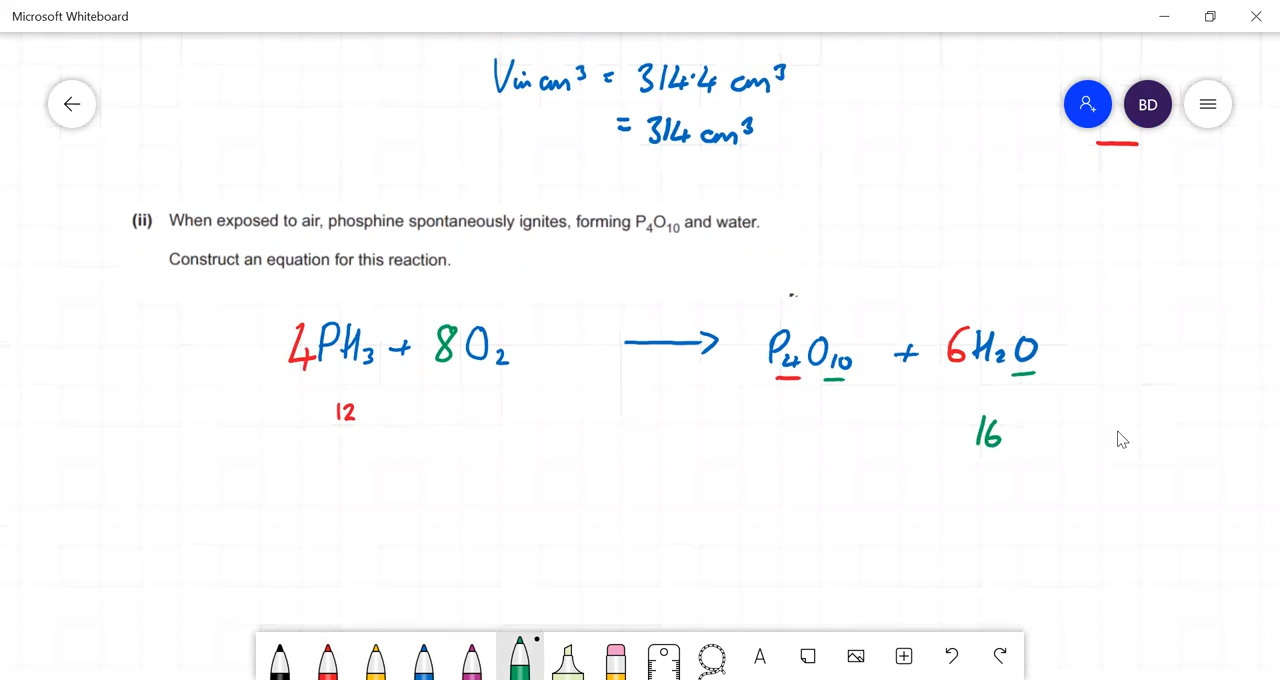 Microsoft Whiteboard
V in cm³ = 314.4 cm³
BD
= 314 cm³
(ii) When exposed to air, phosphine spontaneously ignites, forming P₄O₁₀ and water.
Construct an equation for this reaction.
4PH₃ + 8O₂ ⟶ P₄O₁₀ + 6H₂O
12
16
A